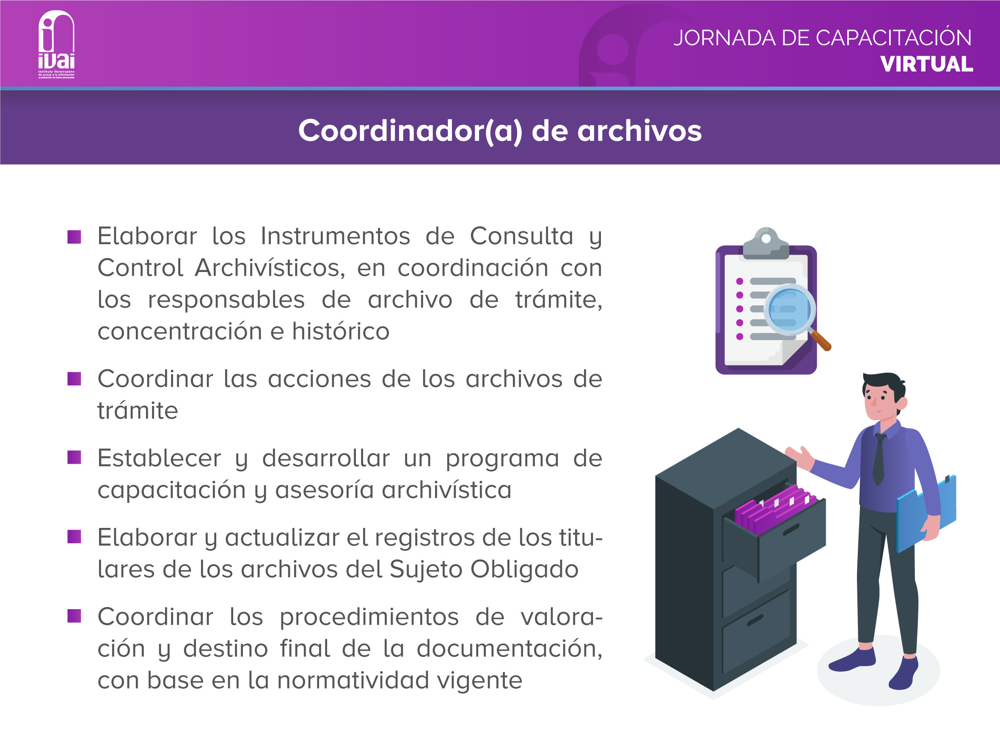 iVai
Instituto Veracruzano
de acceso a la información
y protección de datos personales
JORNADA DE CAPACITACIÓN
VIRTUAL
Coordinador(a) de archivos
Elaborar los Instrumentos de Consulta y
Control Archivísticos, en coordinación con
los responsables de archivo de trámite,
concentración e histórico
Coordinar las acciones de los archivos de
trámite
Establecer y desarrollar un programa de
capacitación y asesoría archivística
Elaborar y actualizar el registros de los titu-
lares de los archivos del Sujeto Obligado
Coordinar los procedimientos de valora-
ción y destino final de la documentación,
con base en la normatividad vigente